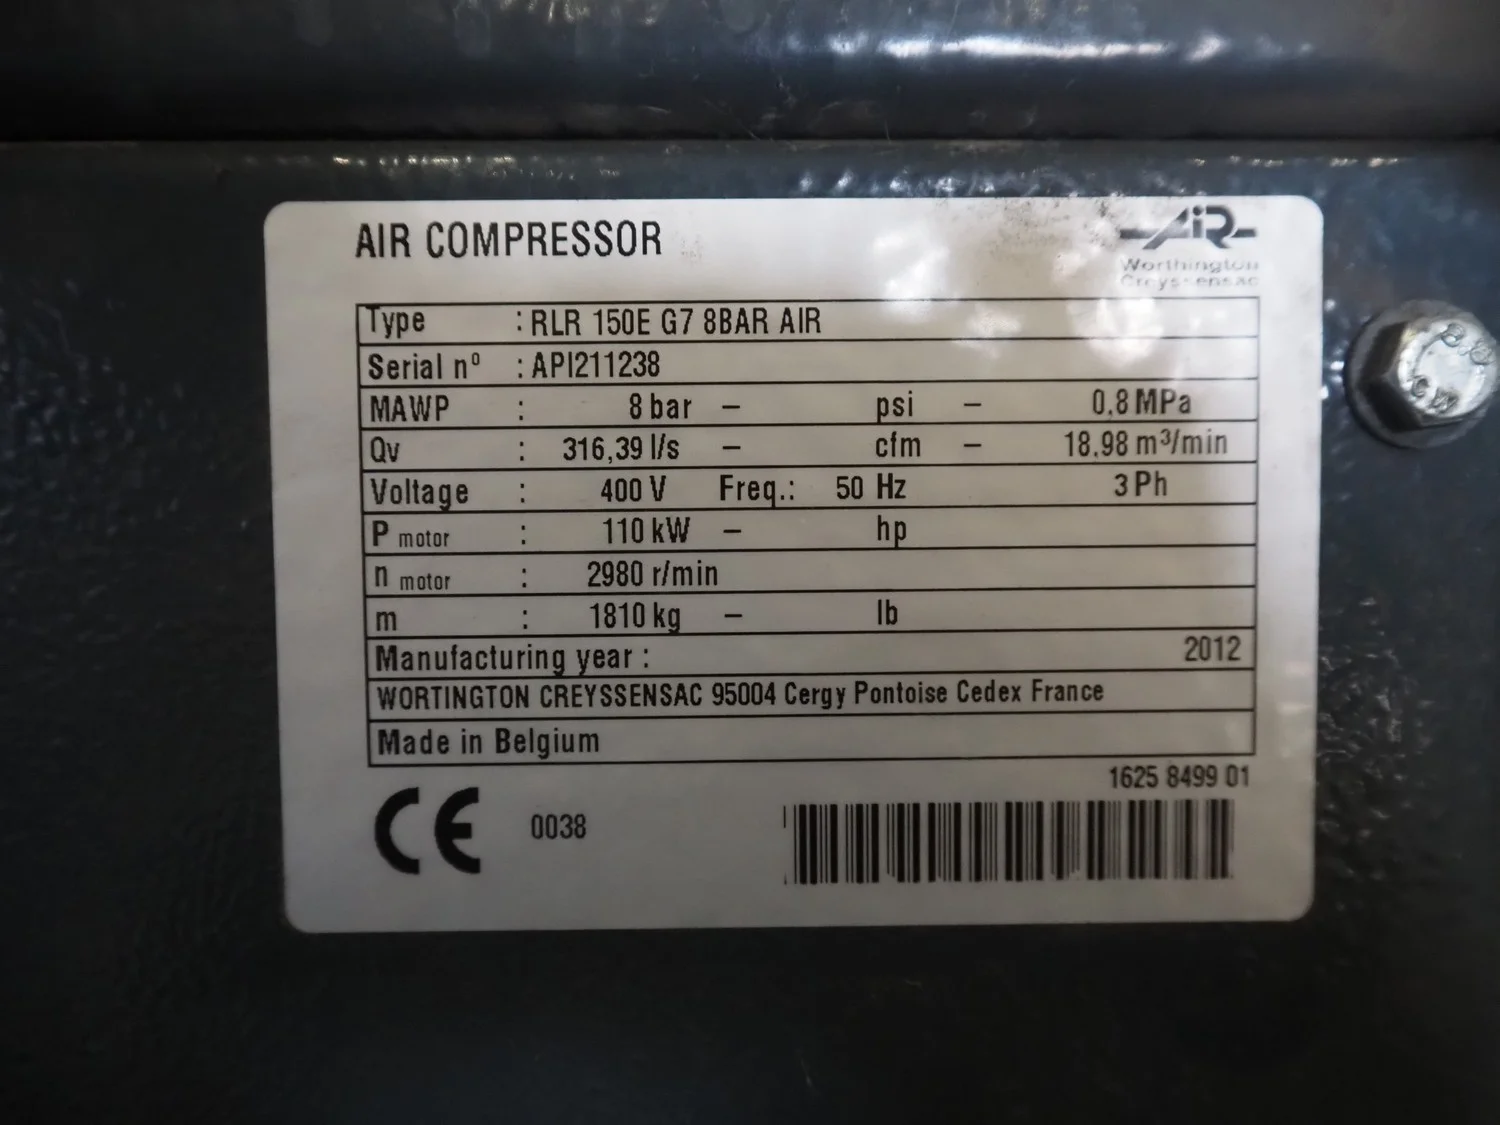 AIR COMPRESSOR
AiR
Worthington
Creyssensac
Type : RLR 150E G7 8BAR AIR
Serial nº : API211238
MAWP : 8 bar – psi – 0.8 MPa
Qv : 316,39 l/s – cfm – 18.98 m³/min
Voltage : 400 V Freq.: 50 Hz 3 Ph
P motor : 110 kW – hp
n motor : 2980 r/min
m : 1810 kg – lb
Manufacturing year : 2012
WORTINGTON CREYSSENSAC 95004 Cergy Pontoise Cedex France
Made in Belgium
1625 8499 01
CE 0038